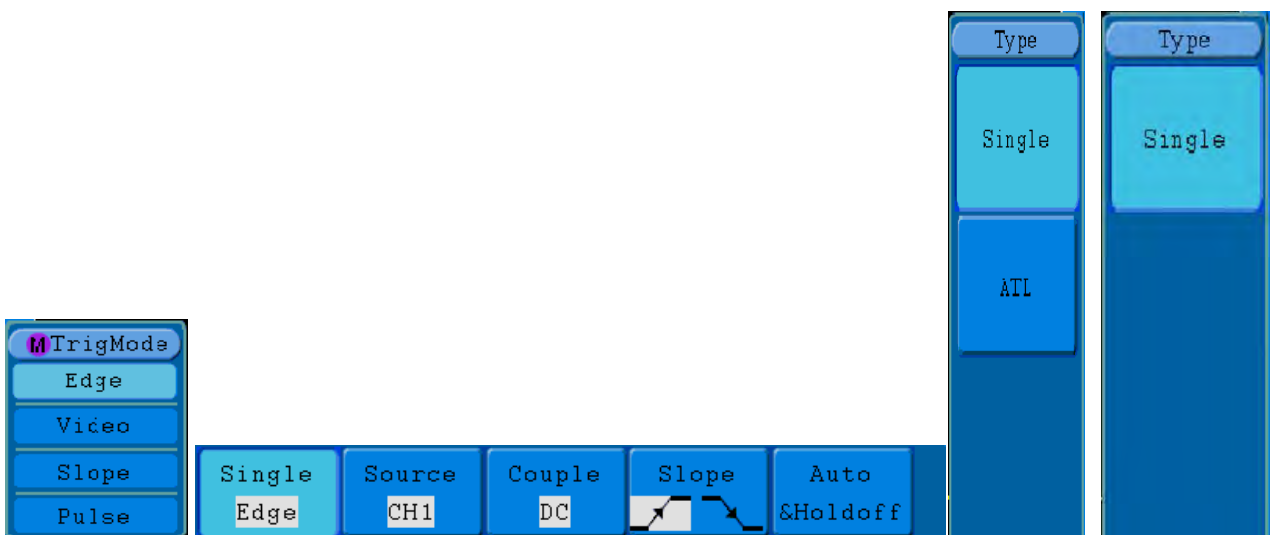 M TrigMode
Edge
Video
Slope
Pulse
Single
Edge
Source
CH1
Couple
DC
Slope
Auto
&Holdoff
Type
Single
ATL
Type
Single